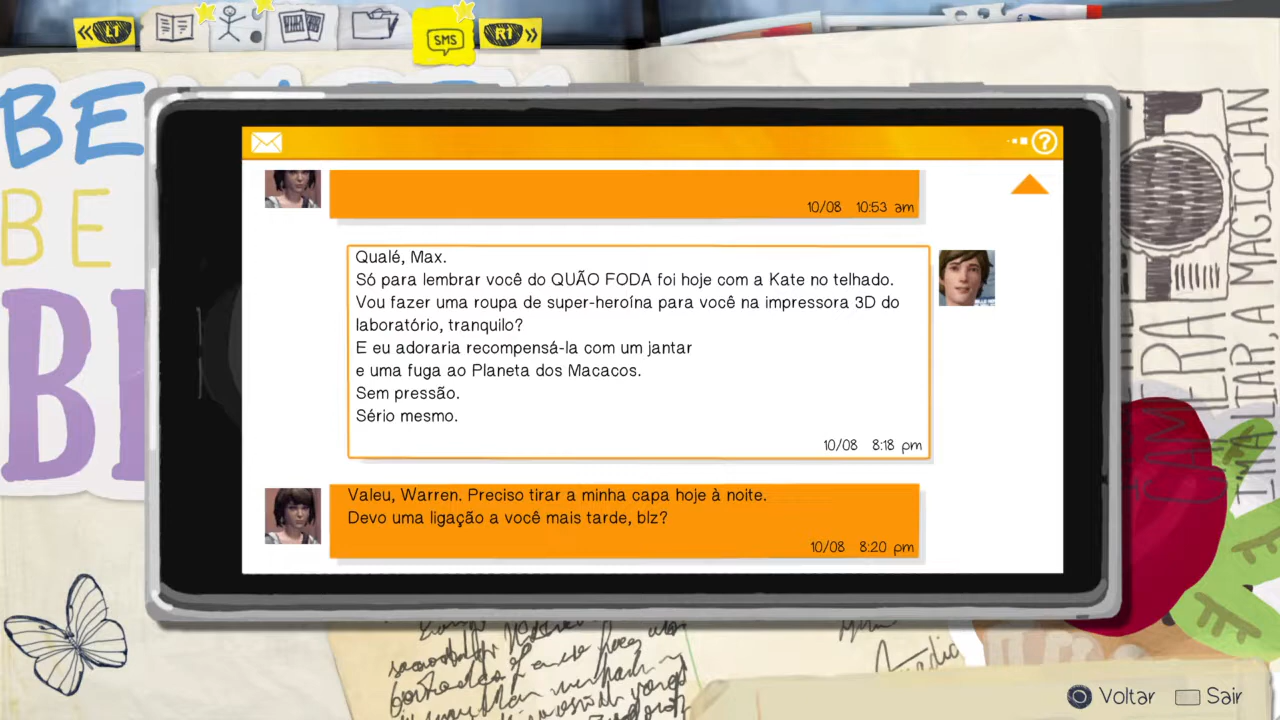 L1
SMS
R1
BE
BE
10/08 10:53 am
Qualé, Max.
Só para lembrar você do QUÃO FODA foi hoje com a Kate no telhado.
Vou fazer uma roupa de super-heroína para você na impressora 3D do
laboratório, tranquilo?
E eu adoraria recompensá-la com um jantar
e uma fuga ao Planeta dos Macacos.
Sem pressão.
Sério mesmo.
10/08 8:18 pm
Valeu, Warren. Preciso tirar a minha capa hoje à noite.
Devo uma ligação a você mais tarde, blz?
10/08 8:20 pm
A MAGICIAN
Voltar
Sair